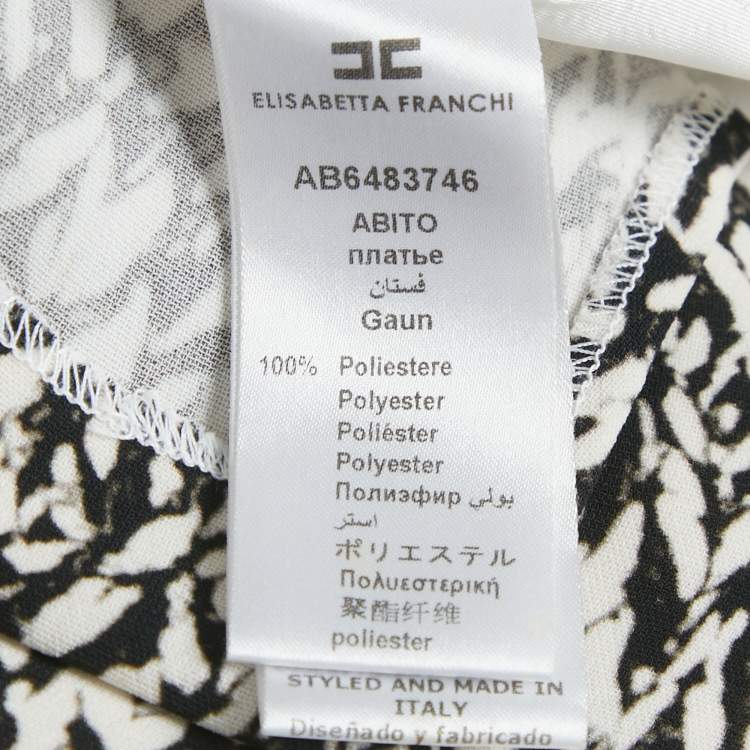 ELISABETTA FRANCHI
AB6483746
ABITO
платье
فستان
Gaun
100% Poliestere
Polyester
Poliéster
Polyester
Полиэфир بولي
استر
ポリエステル
Πολυεστερική
聚酯纤维
poliester
STYLED AND MADE IN
ITALY
Diseñado y fabricado